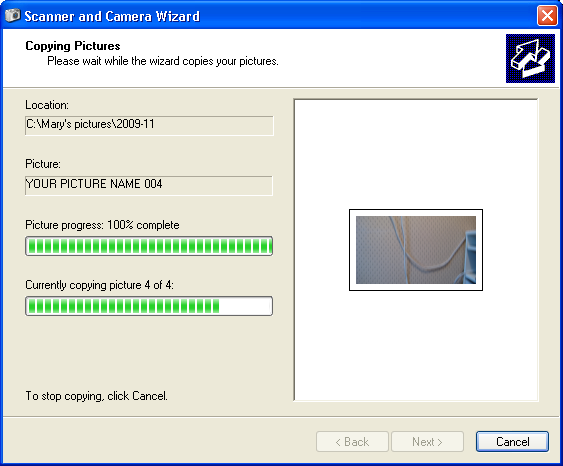 Scanner and Camera Wizard
Copying Pictures
Please wait while the wizard copies your pictures.
Location:
C:\Mary's pictures\2009-11
Picture:
YOUR PICTURE NAME 004
Picture progress: 100% complete
Currently copying picture 4 of 4:
To stop copying, click Cancel.
< Back Next > Cancel